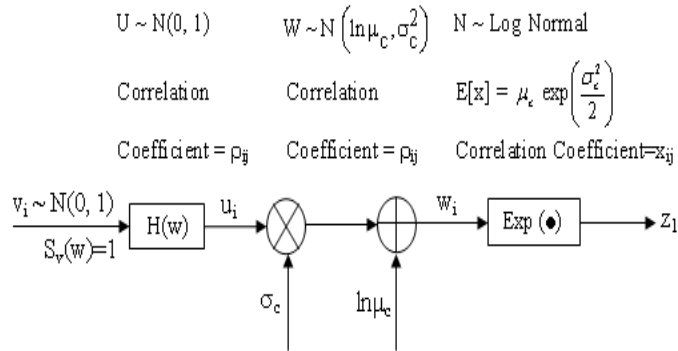 U ~ N(0, 1) W ~ N(lnμc, σc²) N ~ Log Normal
Correlation Correlation E[x] = μc exp(σc²/2)
Coefficient = ρij Coefficient = ρij Correlation Coefficient=xij
vi ~ N(0, 1) ui wi
H(w) Exp (●) z1
Sv(w)=1
σc lnμc